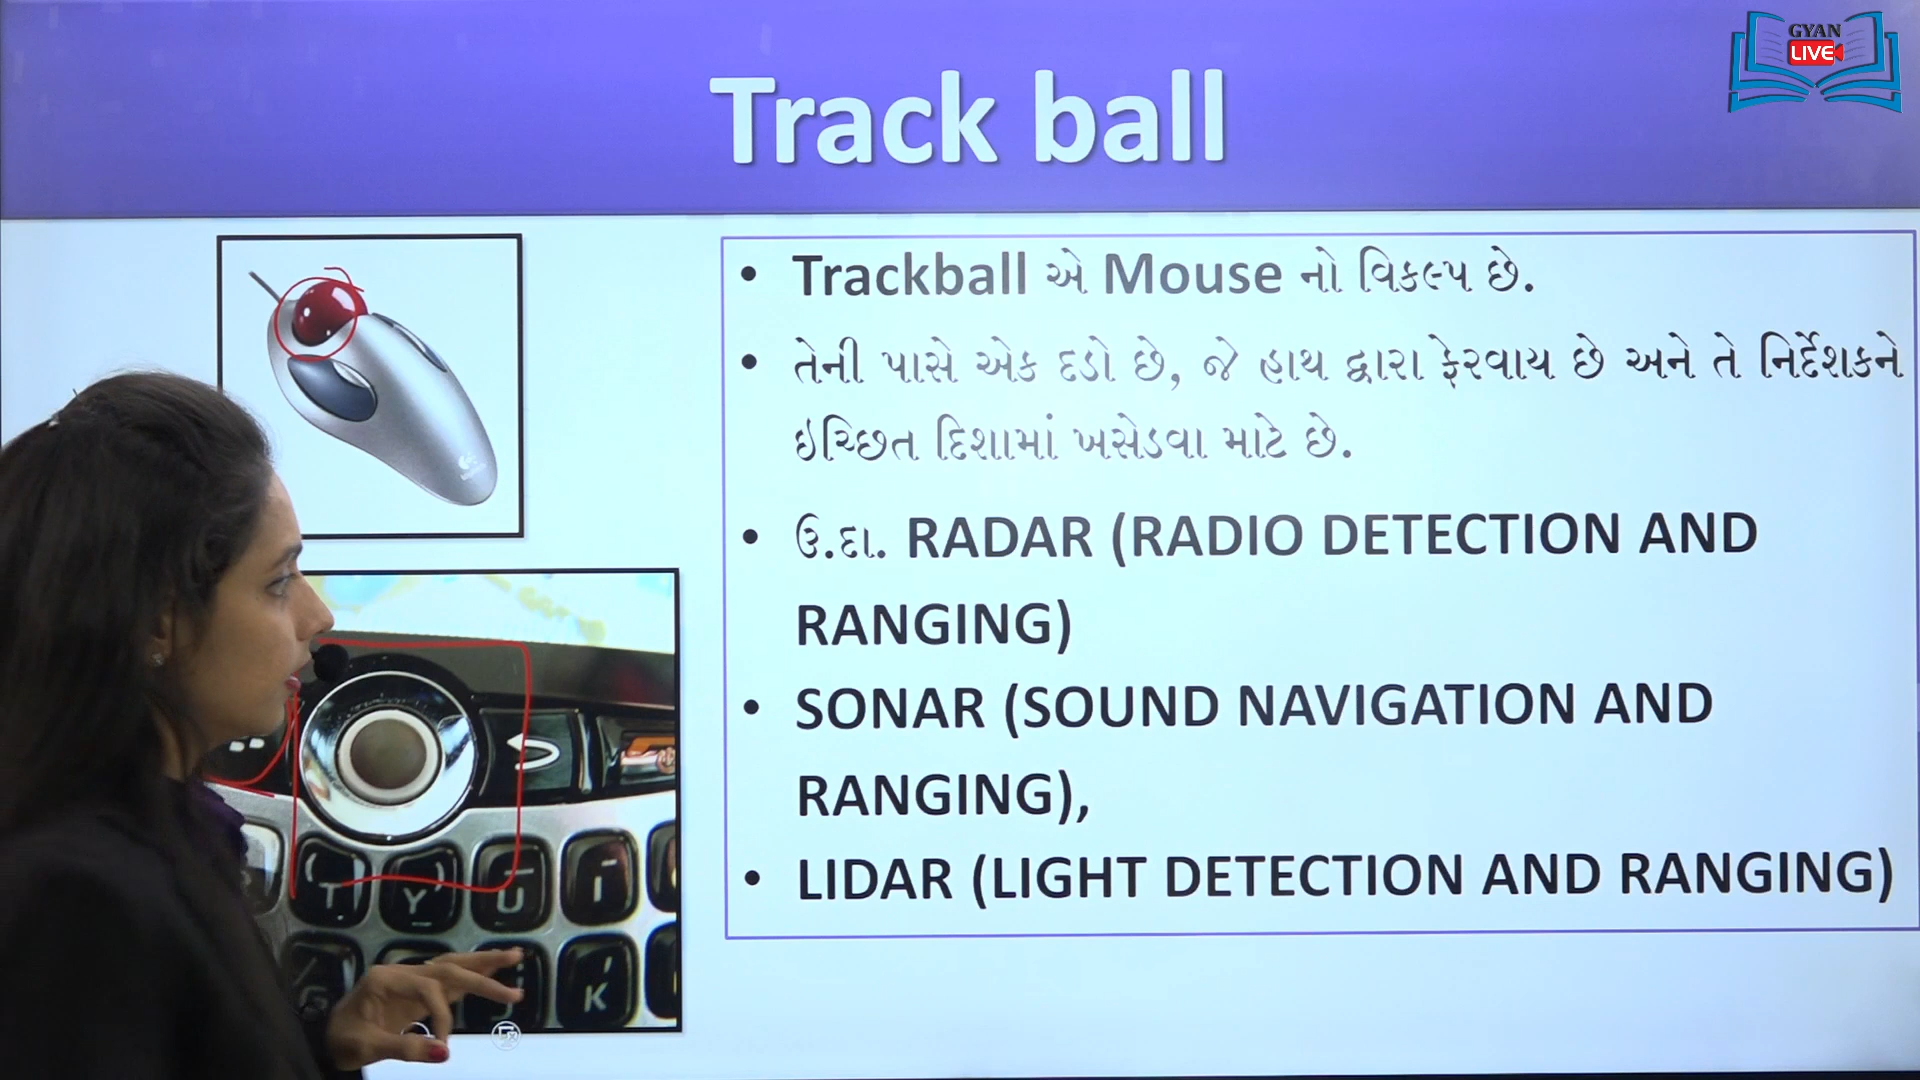 GYAN
LIVE
Track ball
• Trackball એ Mouse નો વિકલ્પ છે.
• તેની પાસે એક દડો છે, જે હાથ દ્વારા ફેરવાય છે અને તે નિર્દેશકને
ઇચ્છિત દિશામાં ખસેડવા માટે છે.
• ઉ.દા. RADAR (RADIO DETECTION AND
RANGING)
• SONAR (SOUND NAVIGATION AND
RANGING),
• LIDAR (LIGHT DETECTION AND RANGING)
T Y U I
G J K